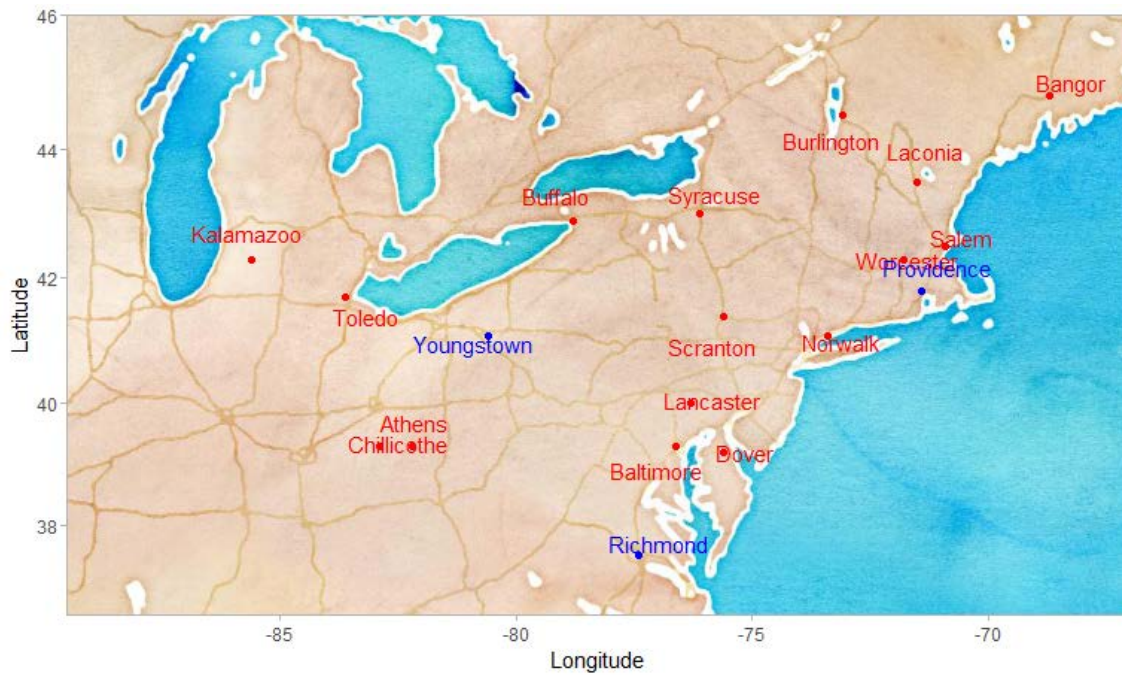 46
Bangor
Burlington
44
Laconia
Buffalo
Syracuse
Kalamazoo
Salem
Worcester
Providence
42
Toledo
Youngstown
Norwalk
Scranton
40
Lancaster
Athens
Chillicothe
Dover
Baltimore
38
Richmond
-85
-80
-75
-70
Longitude
Latitude